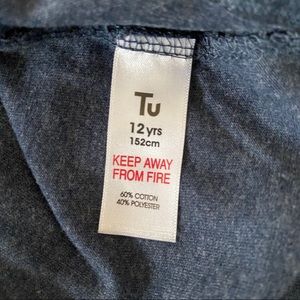 Tu
12 yrs
152cm
KEEP AWAY
FROM FIRE
60% COTTON
40% POLYESTER